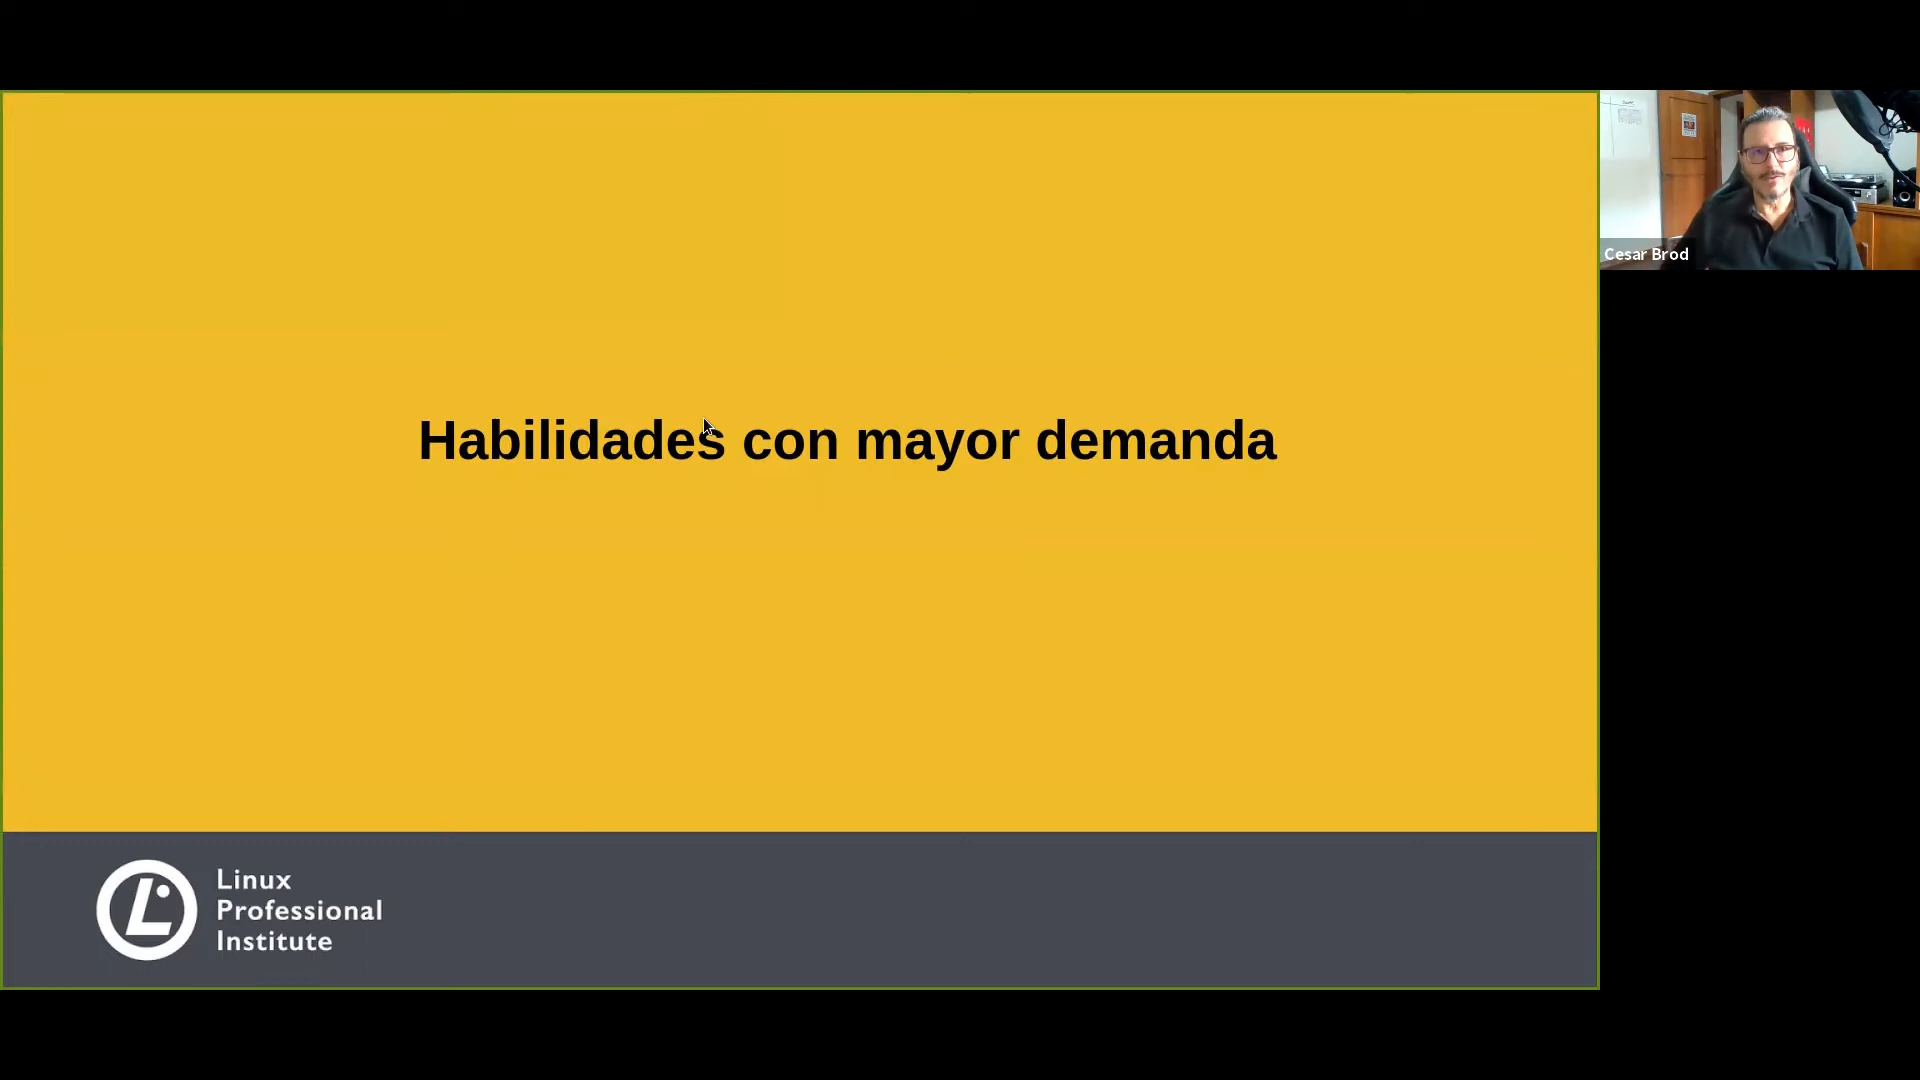 Habilidades con mayor demanda
Cesar Brod
Linux
Professional
Institute